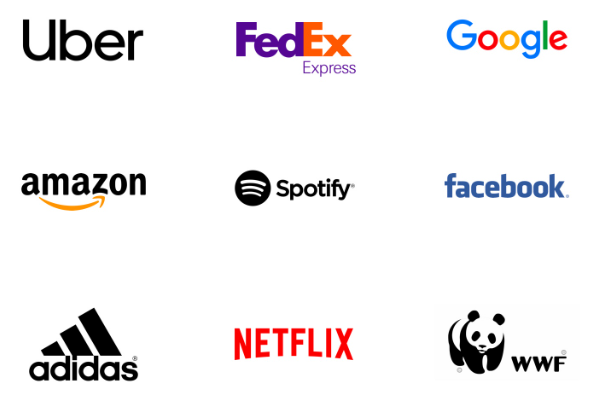 Uber
FedEx
Express
Google
amazon
Spotify®
facebook®
adidas®
NETFLIX
WWF